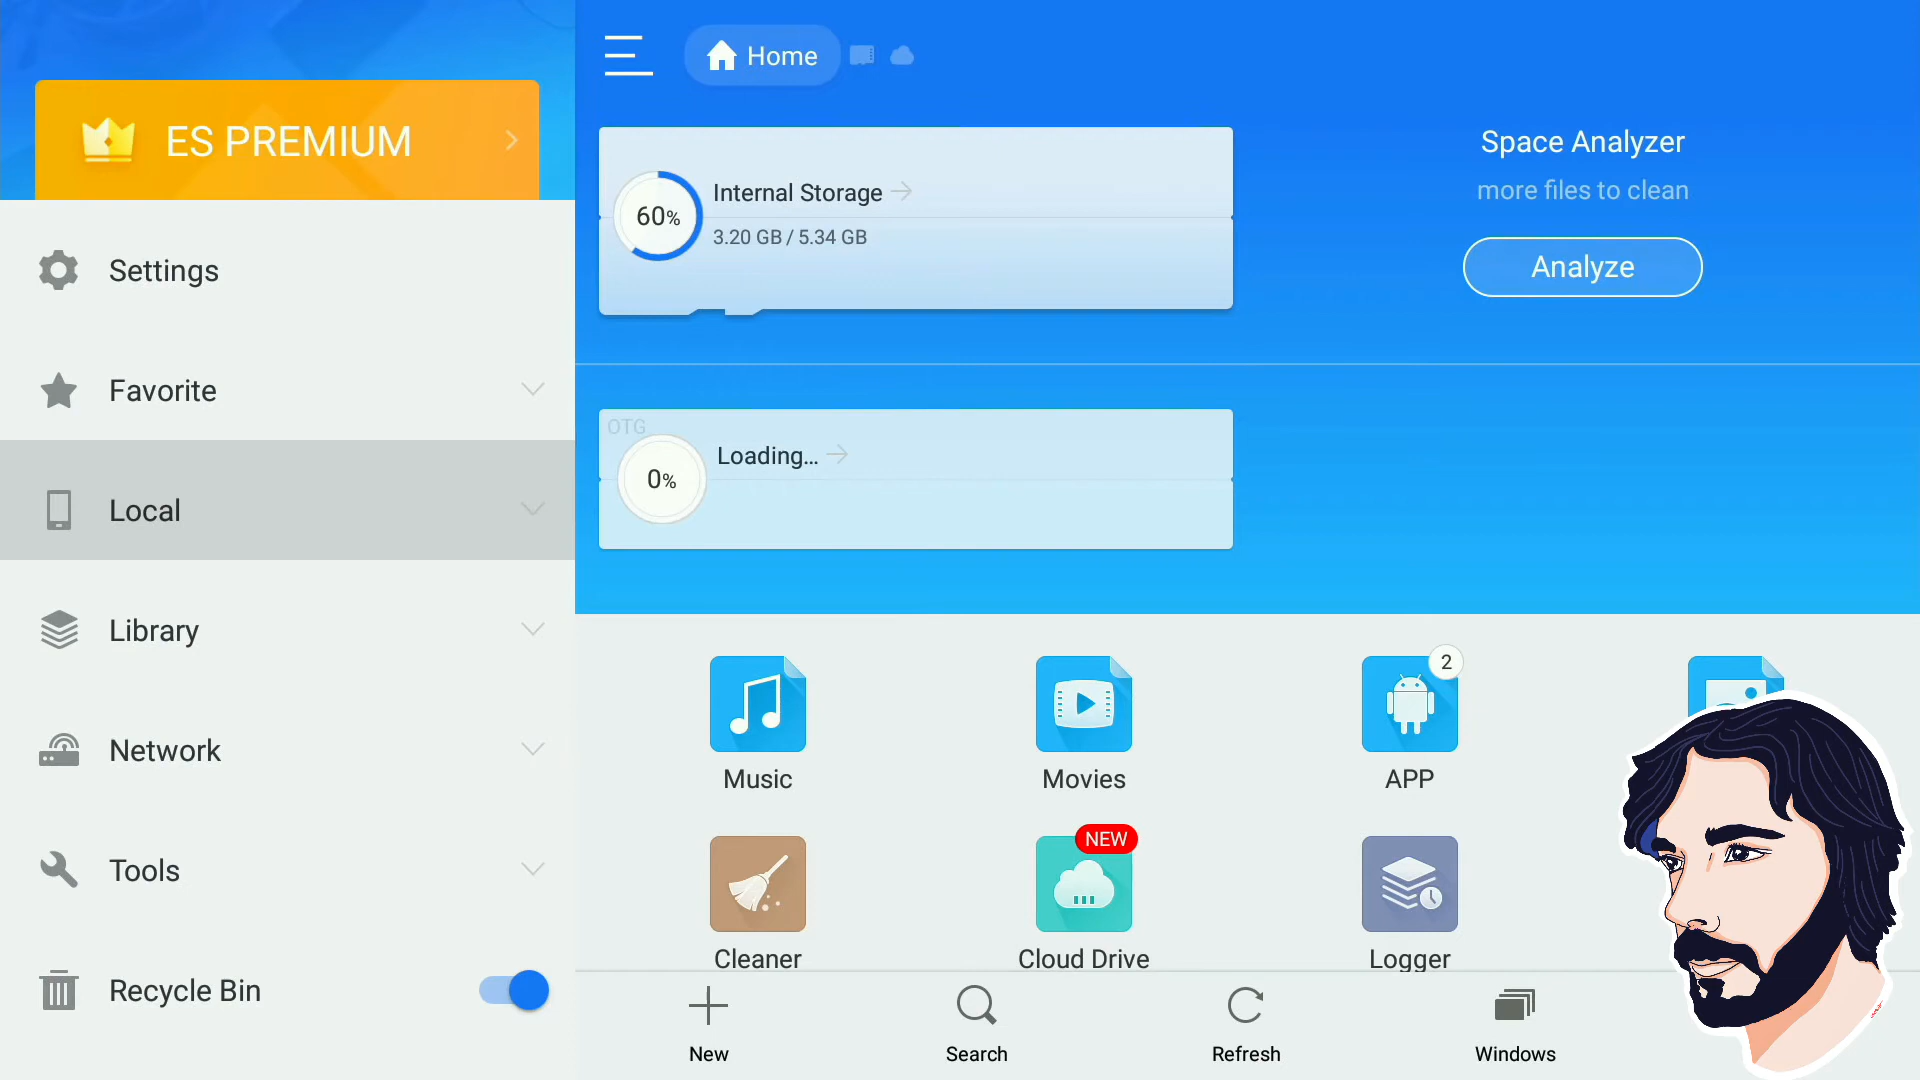 ES PREMIUM
Settings
Favorite
Local
Library
Network
Tools
Recycle Bin
Home
60%
Internal Storage
3.20 GB / 5.34 GB
Space Analyzer
more files to clean
Analyze
OTG
0%
Loading...
Music
Movies
2
APP
Cleaner
NEW
Cloud Drive
Logger
New
Search
Refresh
Windows